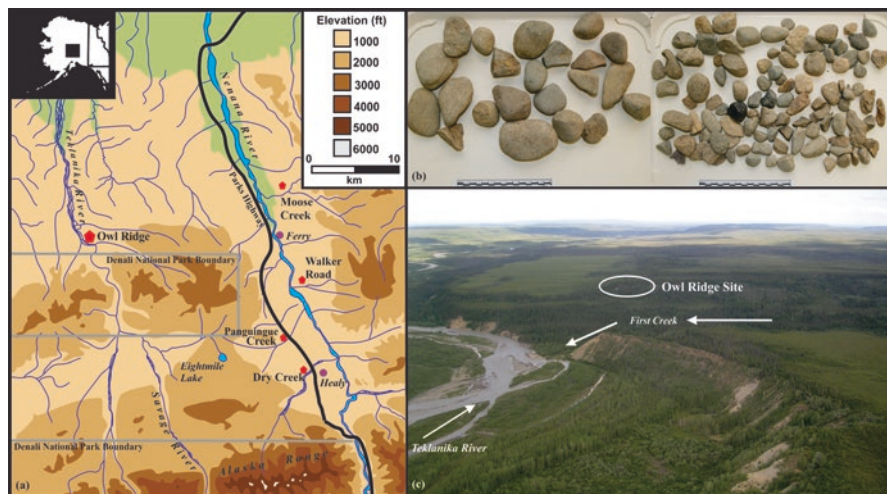 Elevation (ft)
1000
2000
3000
4000
5000
6000
0 10
km
Teklanika River
Nenana River
Parks Highway
Moose
Creek
Owl Ridge
Ferry
Denali National Park Boundary
Walker
Road
Panguingue
Creek
Eightmile
Lake
Dry Creek
Healy
Savage River
Denali National Park Boundary
Alaska Range
(a)
(b)
Owl Ridge Site
First Creek
Teklanika River
(c)